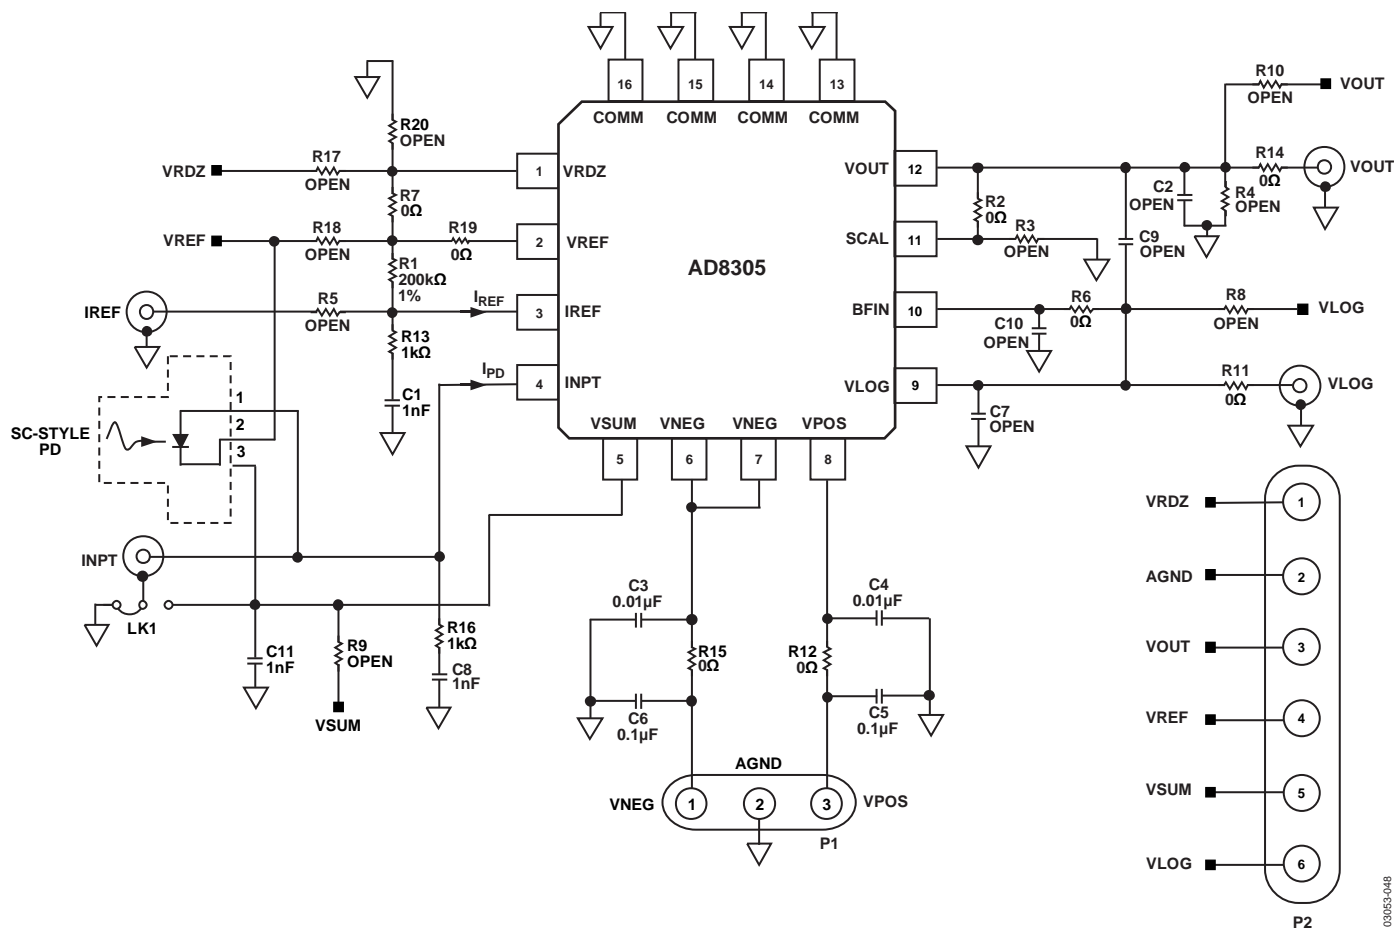 16
15
14
13
COMM
COMM
COMM
COMM
R20
OPEN
R17
OPEN
VRDZ
1
VRDZ
R7
0Ω
R18
OPEN
VREF
R19
0Ω
2
VREF
R1
200kΩ
1%
IREF
R5
OPEN
IREF
3
IREF
R13
1kΩ
C1
1nF
IPD
4
INPT
AD8305
VOUT
12
SCAL
11
BFIN
10
VLOG
9
R10
OPEN
VOUT
R14
0Ω
VOUT
C2
OPEN
R4
OPEN
R2
0Ω
R3
OPEN
C9
OPEN
R6
0Ω
C10
OPEN
R8
OPEN
VLOG
R11
0Ω
VLOG
C7
OPEN
VSUM
VNEG
VNEG
VPOS
5
6
7
8
SC-STYLE
PD
1
2
3
INPT
LK1
C11
1nF
R9
OPEN
VSUM
R16
1kΩ
C8
1nF
C3
0.01µF
R15
0Ω
C6
0.1µF
C4
0.01µF
R12
0Ω
C5
0.1µF
AGND
VNEG
1
2
3
VPOS
P1
VRDZ
1
AGND
2
VOUT
3
VREF
4
VSUM
5
VLOG
6
P2
03053-048